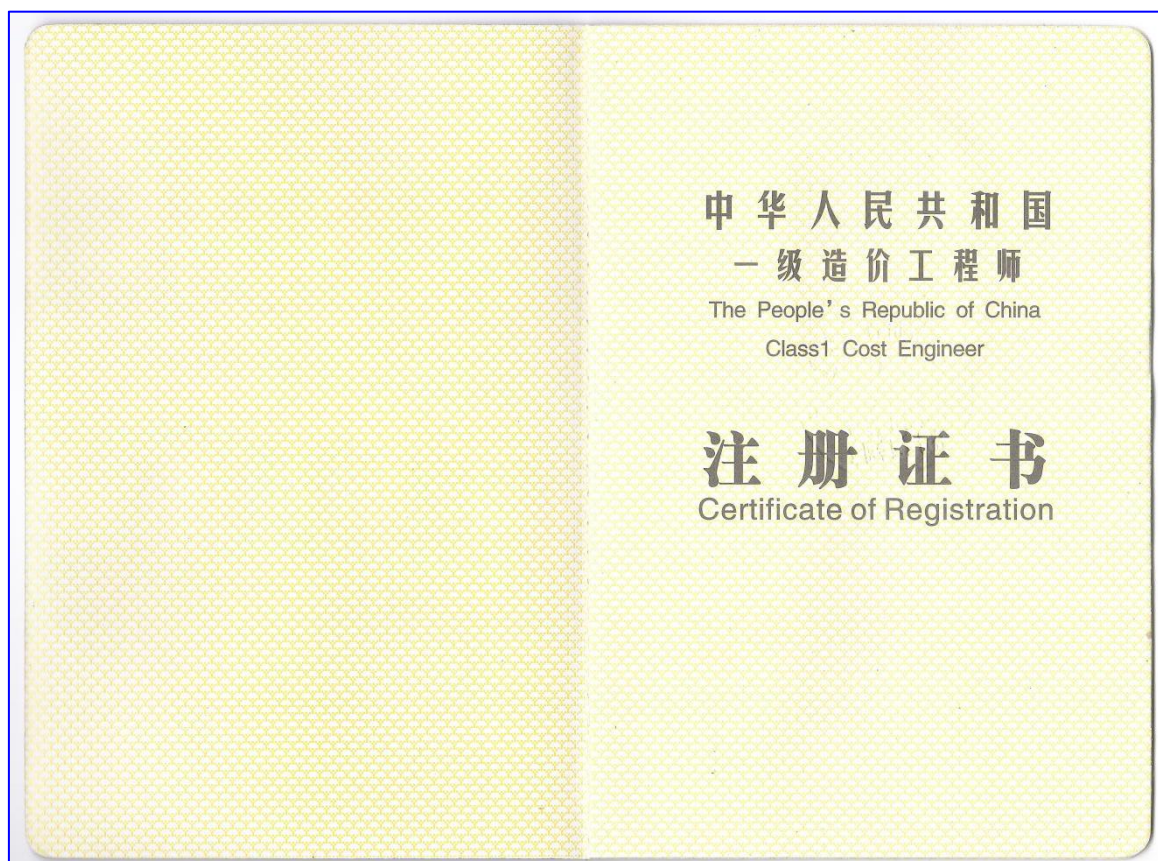 中华人民共和国
一级造价工程师
The People's Republic of China
Class1 Cost Engineer
注册证书
Certificate of Registration